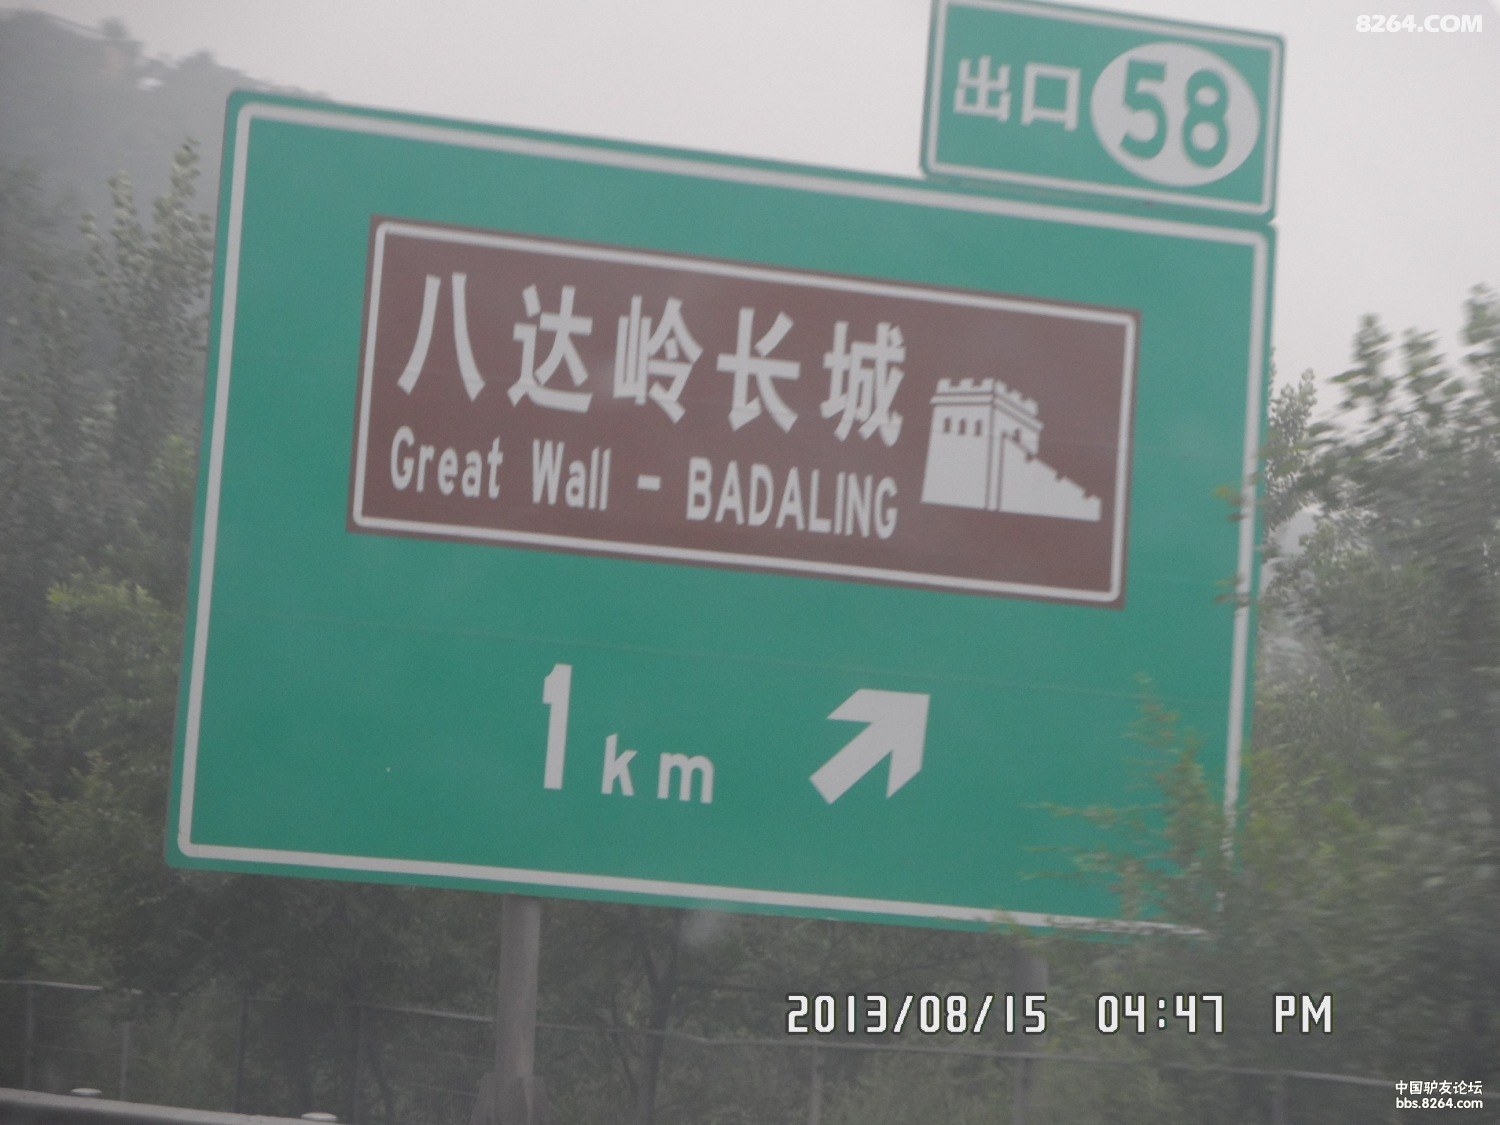 8264.COM
出口 58
八达岭长城
Great Wall - BADALING
1 km
2013/08/15 04:47 PM
中国驴友论坛
bbs.8264.com